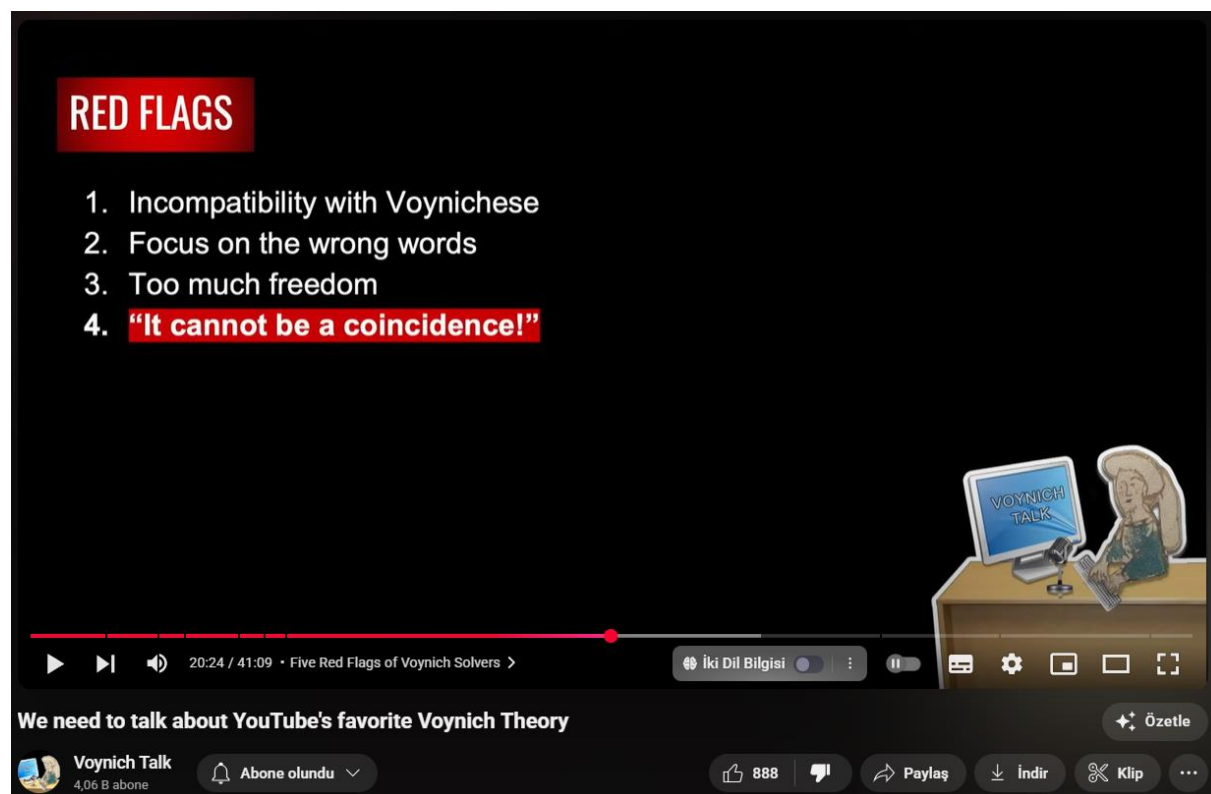 RED FLAGS
1. Incompatibility with Voynichese
2. Focus on the wrong words
3. Too much freedom
4. “It cannot be a coincidence!”
VOYNICH
TALK
20:24 / 41:09 • Five Red Flags of Voynich Solvers
İki Dil Bilgisi
We need to talk about YouTube's favorite Voynich Theory
Özetle
Voynich Talk
4,06 B abone
Abone olundu
888
Paylaş
İndir
Klip